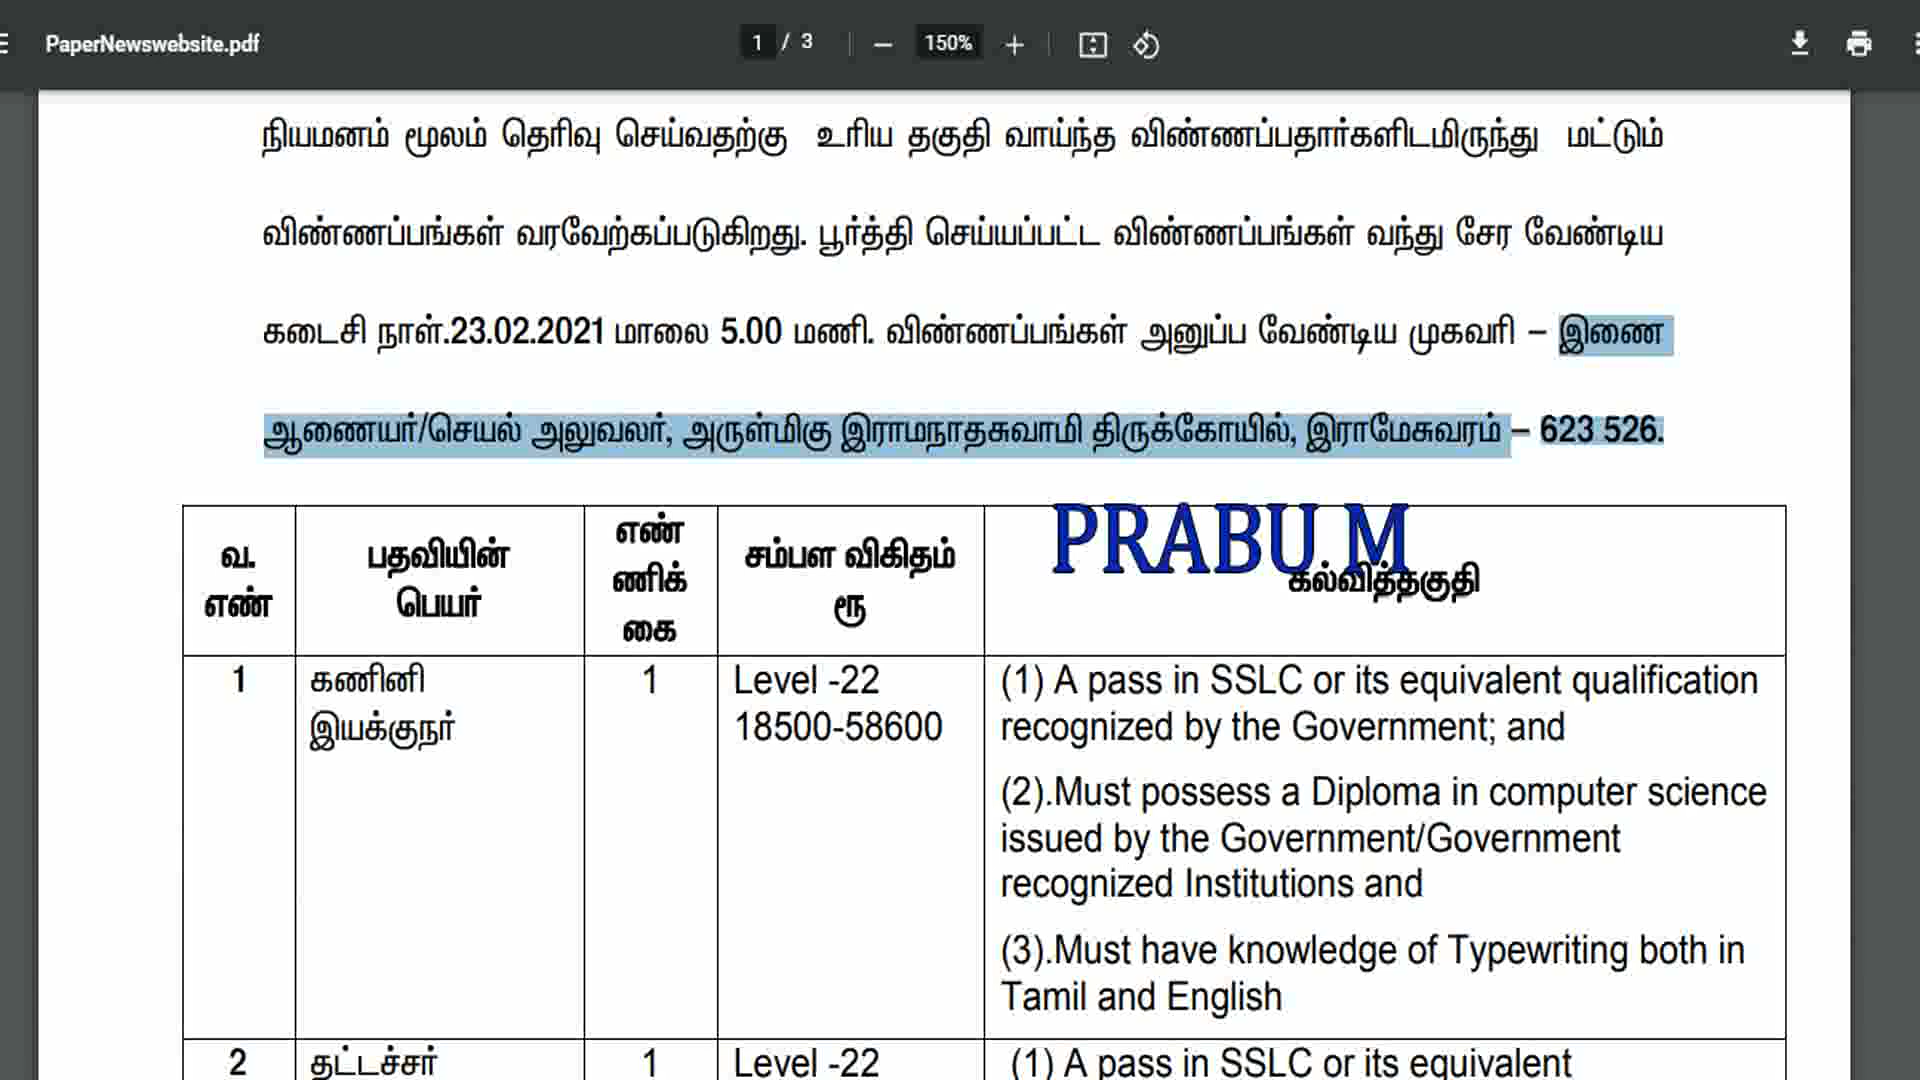 PaperNewswebsite.pdf
1 / 3
150%
நியமனம் மூலம் தெரிவு செய்வதற்கு உரிய தகுதி வாய்ந்த விண்ணப்பதார்களிடமிருந்து மட்டும்
விண்ணப்பங்கள் வரவேற்கப்படுகிறது. பூர்த்தி செய்யப்பட்ட விண்ணப்பங்கள் வந்து சேர வேண்டிய
கடைசி நாள்.23.02.2021 மாலை 5.00 மணி. விண்ணப்பங்கள் அனுப்ப வேண்டிய முகவரி – இணை
ஆணையர்/செயல் அலுவலர், அருள்மிகு இராமநாதசுவாமி திருக்கோயில், இராமேசுவரம் – 623 526.
PRABU M
வ.
எண்
பதவியின்
பெயர்
எண்
ணிக்
கை
சம்பள விகிதம்
ரூ
கல்வித்தகுதி
1
கணினி
இயக்குநர்
1
Level -22
18500-58600
(1) A pass in SSLC or its equivalent qualification
recognized by the Government; and
(2).Must possess a Diploma in computer science
issued by the Government/Government
recognized Institutions and
(3).Must have knowledge of Typewriting both in
Tamil and English
2
தட்டச்சர்
1
Level -22
(1) A pass in SSLC or its equivalent